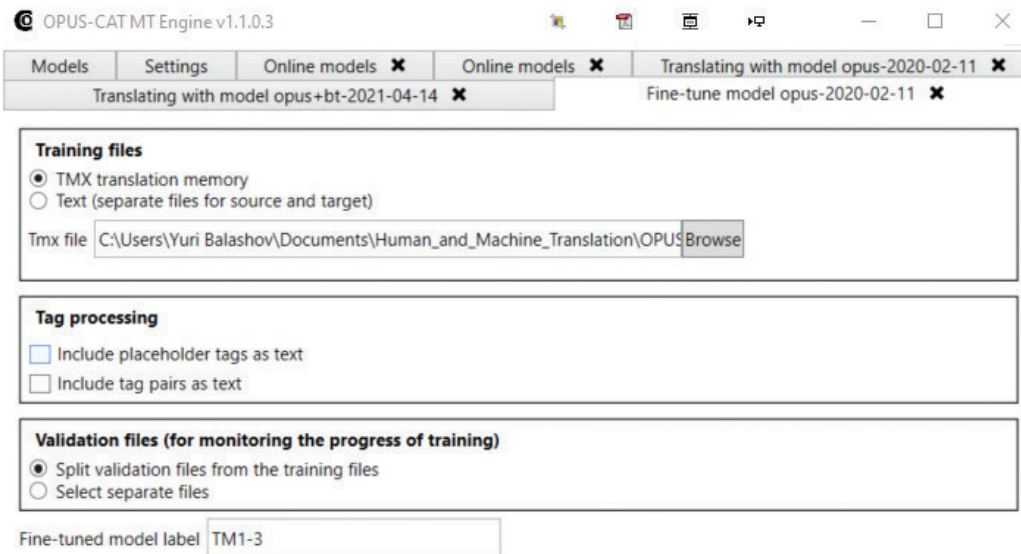 OPUS-CAT MT Engine v1.1.0.3
Models Settings Online models ✖ Online models ✖ Translating with model opus-2020-02-11 ✖
Translating with model opus+bt-2021-04-14 ✖ Fine-tune model opus-2020-02-11 ✖
Training files
TMX translation memory
Text (separate files for source and target)
Tmx file C:\Users\Yuri Balashov\Documents\Human_and_Machine_Translation\OPUS Browse
Tag processing
Include placeholder tags as text
Include tag pairs as text
Validation files (for monitoring the progress of training)
Split validation files from the training files
Select separate files
Fine-tuned model label TM1-3